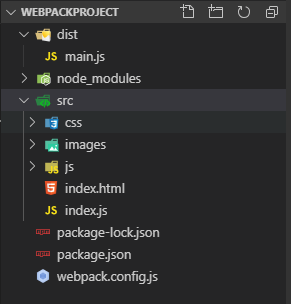 WEBPACKPROJECT
dist
JS main.js
node_modules
src
css
images
JS js
index.html
JS index.js
package-lock.json
package.json
webpack.config.js